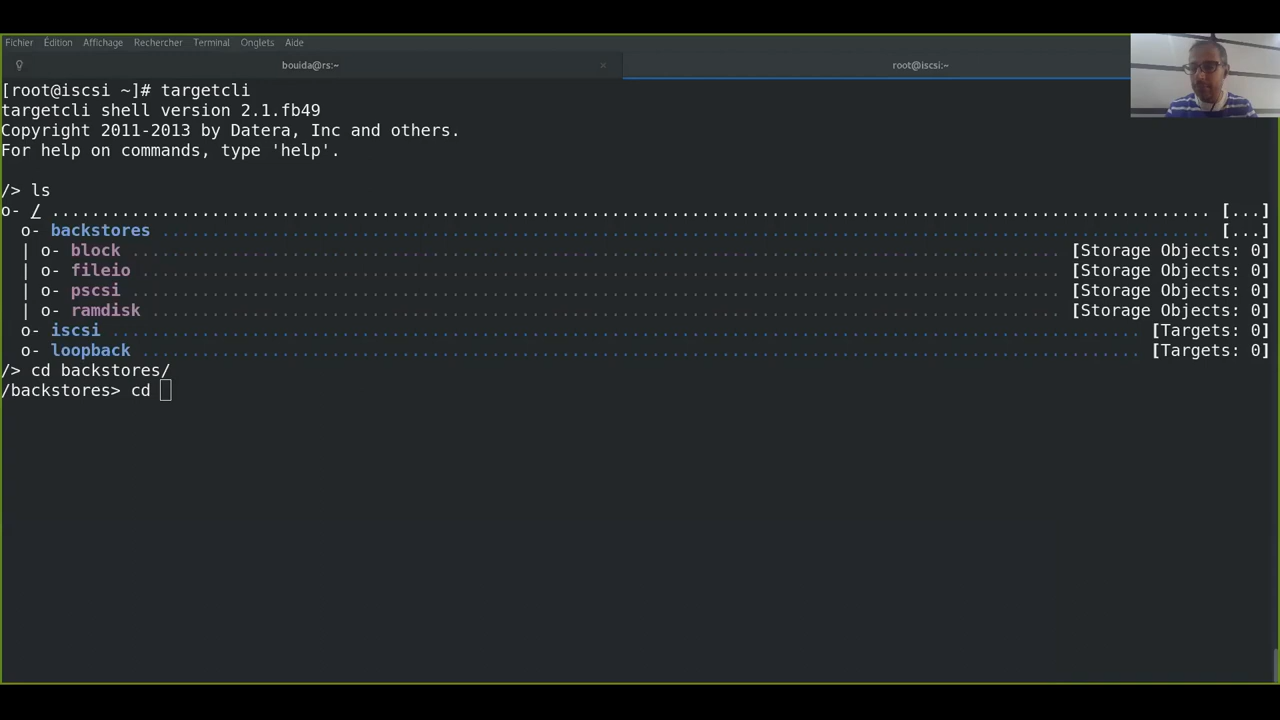 Fichier Édition Affichage Rechercher Terminal Onglets Aide
bouida@rs:~ × root@iscsi:~
[root@iscsi ~]# targetcli
targetcli shell version 2.1.fb49
Copyright 2011-2013 by Datera, Inc and others.
For help on commands, type 'help'.
/> ls
o- / .................................................................................................................... [...]
o- backstores ......................................................................................................... [...]
| o- block ............................................................................................. [Storage Objects: 0]
| o- fileio ............................................................................................ [Storage Objects: 0]
| o- pscsi ............................................................................................. [Storage Objects: 0]
| o- ramdisk ........................................................................................... [Storage Objects: 0]
o- iscsi ....................................................................................................... [Targets: 0]
o- loopback .................................................................................................... [Targets: 0]
/> cd backstores/
/backstores> cd